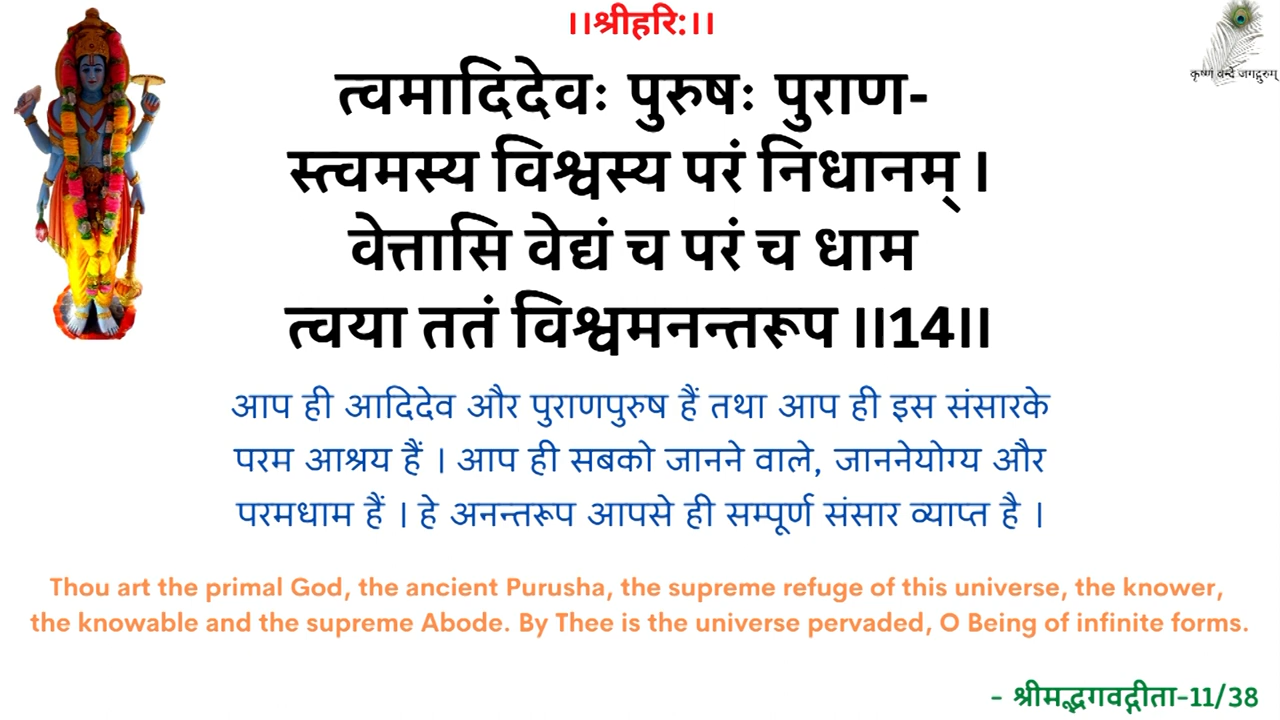 ।।श्रीहरि:।।
कृष्णं वन्दे जगद्गुरुम्
त्वमादिदेवः पुरुषः पुराण-
स्त्वमस्य विश्वस्य परं निधानम् ।
वेत्तासि वेद्यं च परं च धाम
त्वया ततं विश्वमनन्तरूप ।।14।।
आप ही आदिदेव और पुराणपुरुष हैं तथा आप ही इस संसारके
परम आश्रय हैं । आप ही सबको जानने वाले, जाननेयोग्य और
परमधाम हैं । हे अनन्तरूप आपसे ही सम्पूर्ण संसार व्याप्त है ।
Thou art the primal God, the ancient Purusha, the supreme refuge of this universe, the knower,
the knowable and the supreme Abode. By Thee is the universe pervaded, O Being of infinite forms.
- श्रीमद्भगवद्गीता-11/38